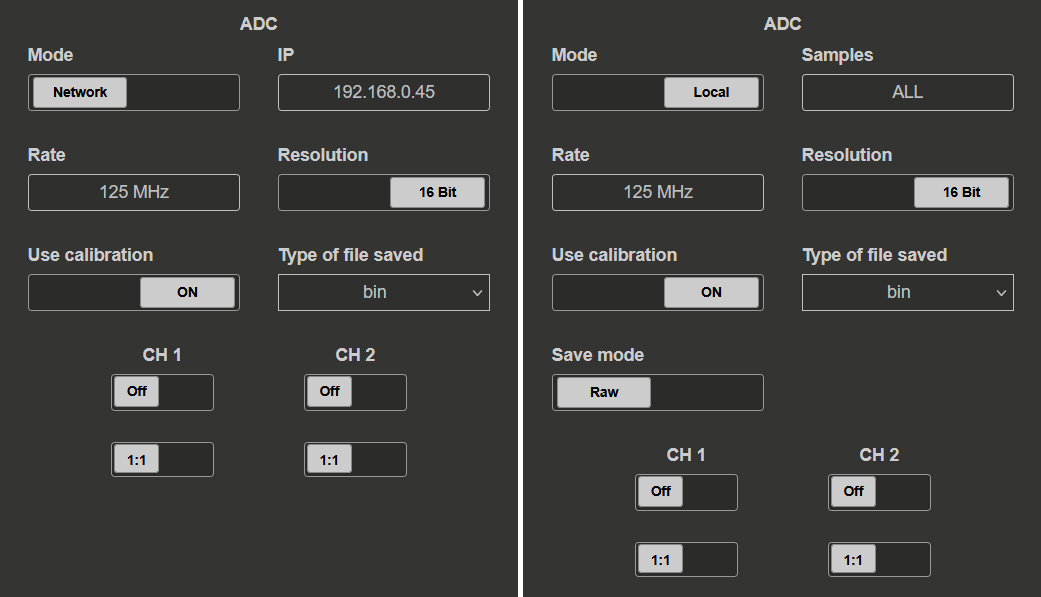 ADC
Mode IP
Network 192.168.0.45
Rate Resolution
125 MHz 16 Bit
Use calibration Type of file saved
ON bin
CH 1 CH 2
Off Off
1:1 1:1
ADC
Mode Samples
Local ALL
Rate Resolution
125 MHz 16 Bit
Use calibration Type of file saved
ON bin
Save mode
Raw
CH 1 CH 2
Off Off
1:1 1:1